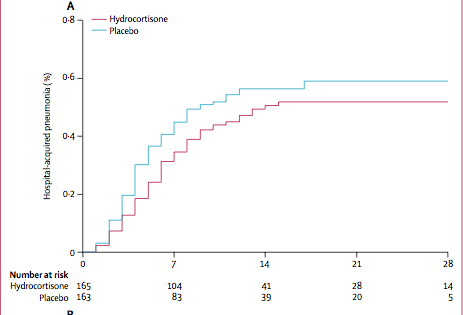 A
0·8
Hydrocortisone
Placebo
0·6
Hospital-acquired pneumonia (%)
0·4
0·2
0
0 7 14 21 28
Number at risk
Hydrocortisone 165 104 41 28 14
Placebo 163 83 39 20 5